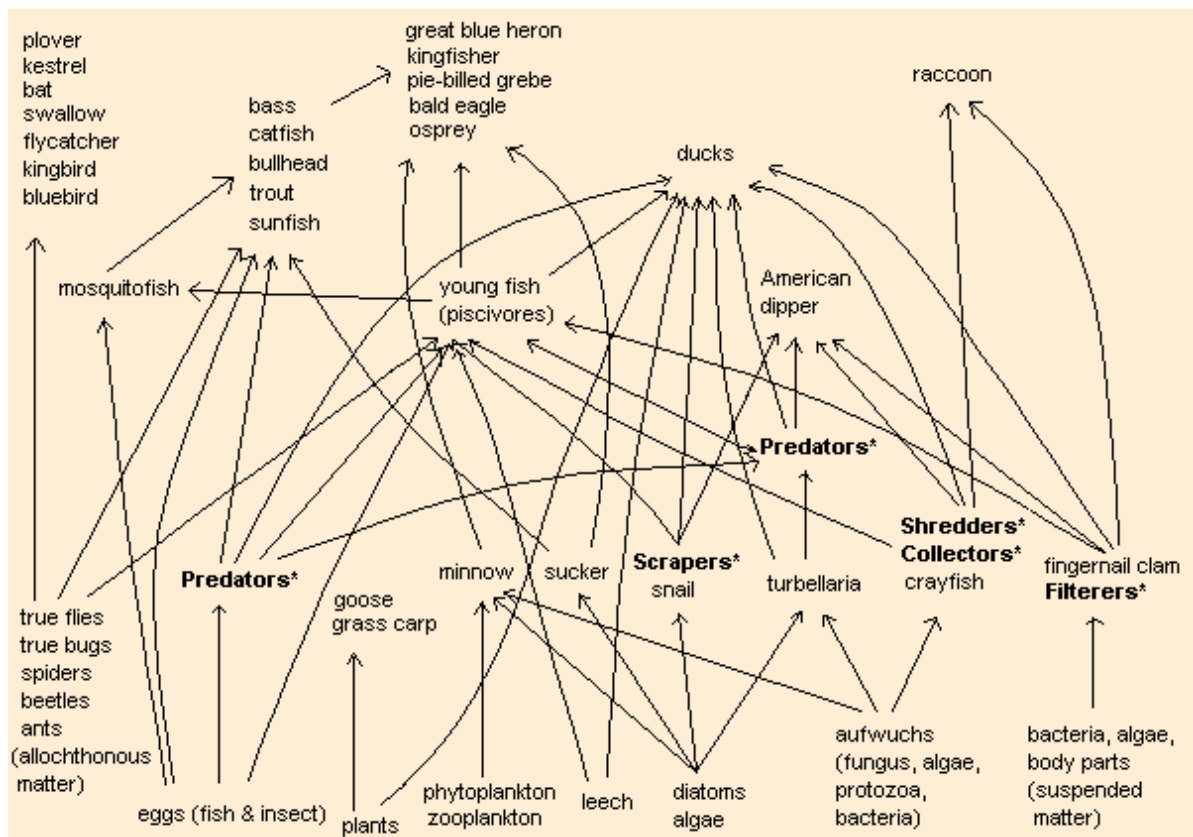 plover
kestrel
bat
swallow
flycatcher
kingbird
bluebird
bass
catfish
bullhead
trout
sunfish
great blue heron
kingfisher
pie-billed grebe
bald eagle
osprey
ducks
raccoon
mosquitofish
young fish
(piscivores)
American
dipper
Predators*
Predators*
minnow
sucker
Scrapers*
snail
turbellaria
Shredders*
Collectors*
crayfish
fingernail clam
Filterers*
goose
grass carp
true flies
true bugs
spiders
beetles
ants
(allochthonous
matter)
eggs (fish & insect)
plants
phytoplankton
zooplankton
leech
diatoms
algae
aufwuchs
(fungus, algae,
protozoa,
bacteria)
bacteria, algae,
body parts
(suspended
matter)